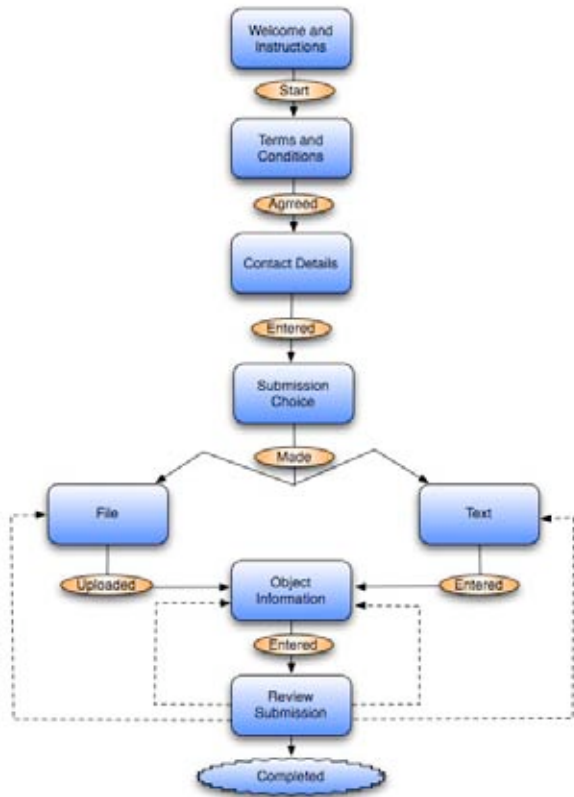 Welcome and
Instructions
Start
Terms and
Conditions
Agrreed
Contact Details
Entered
Submission
Choice
Made
File
Text
Uploaded
Object
Information
Entered
Entered
Review
Submission
Completed